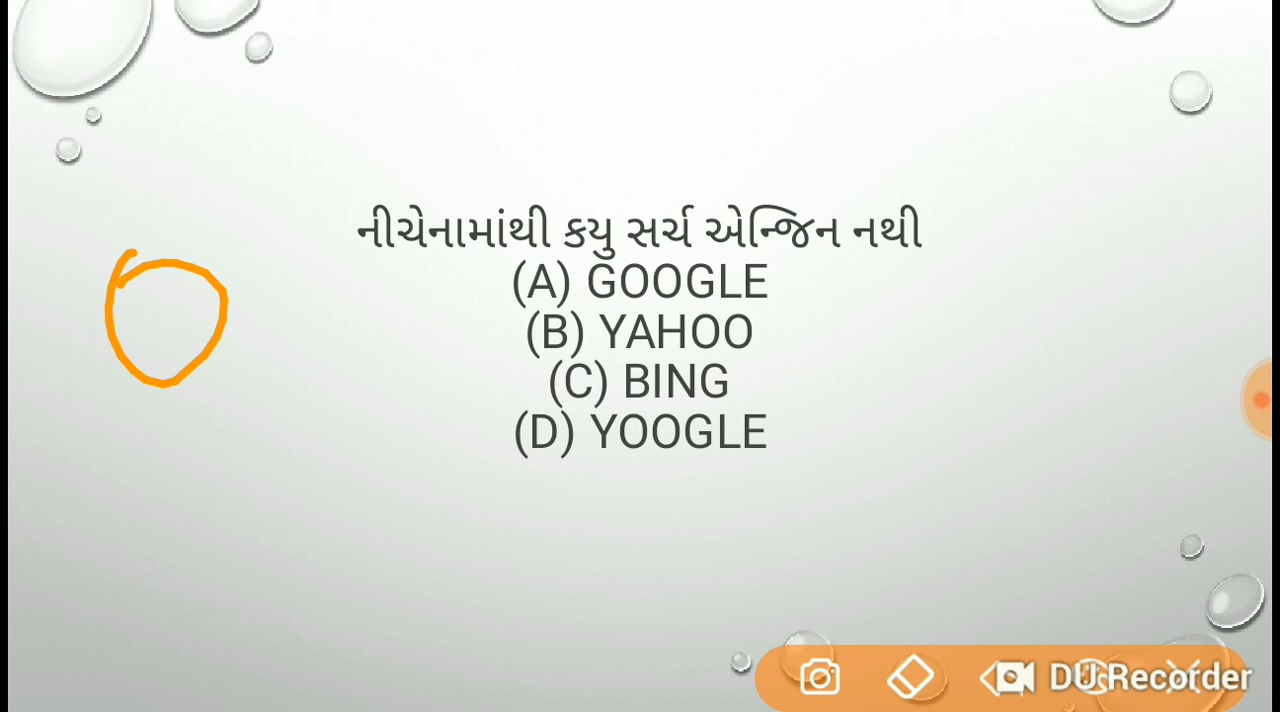 નીચેનામાંથી કયુ સર્ચ એન્જિન નથી
(A) GOOGLE
(B) YAHOO
(C) BING
(D) YOOGLE
DU Recorder